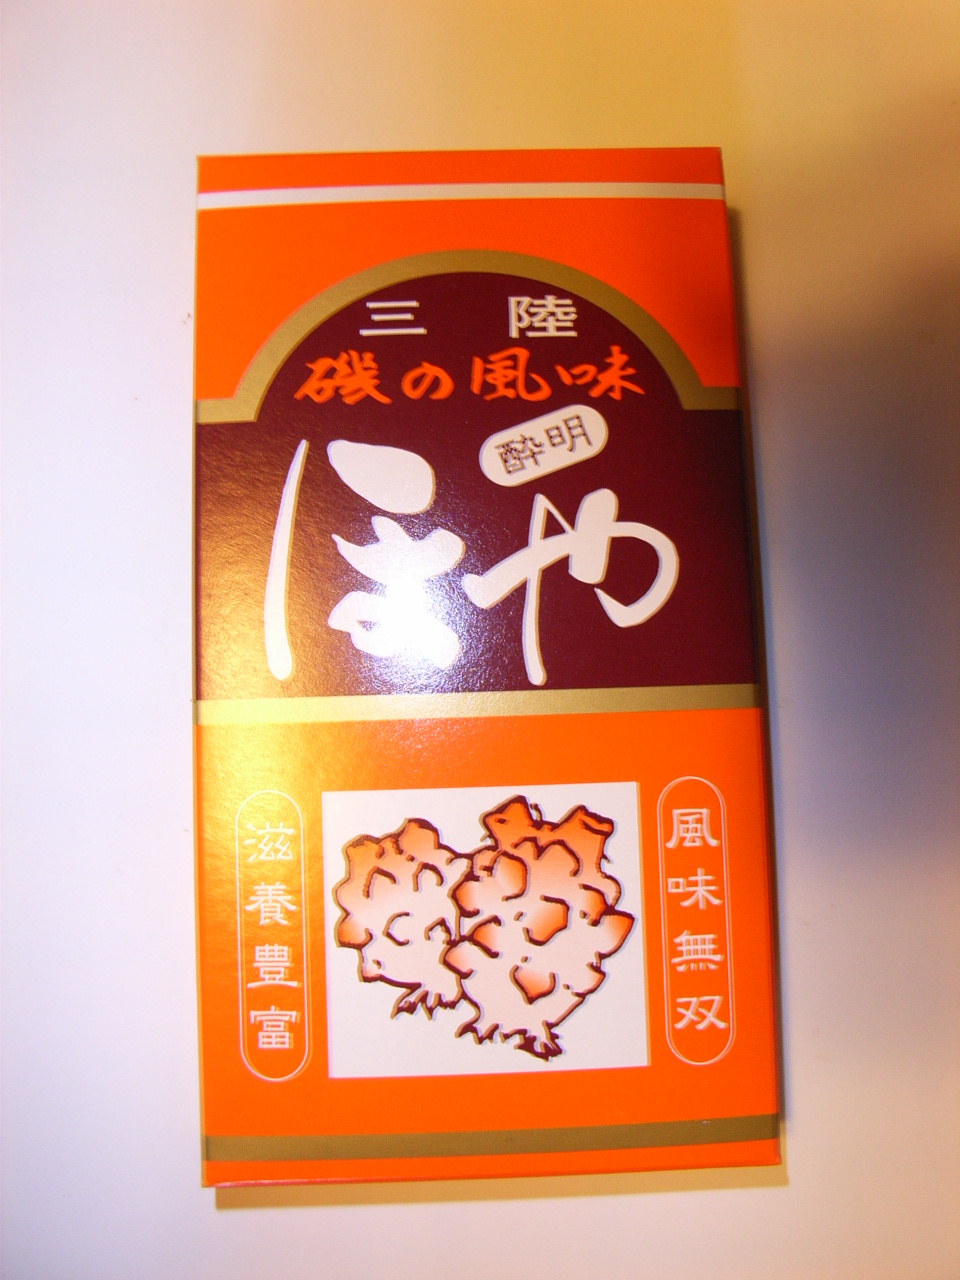 三 陸
磯の風味
酔明
ほや
風味無双
滋養豊富